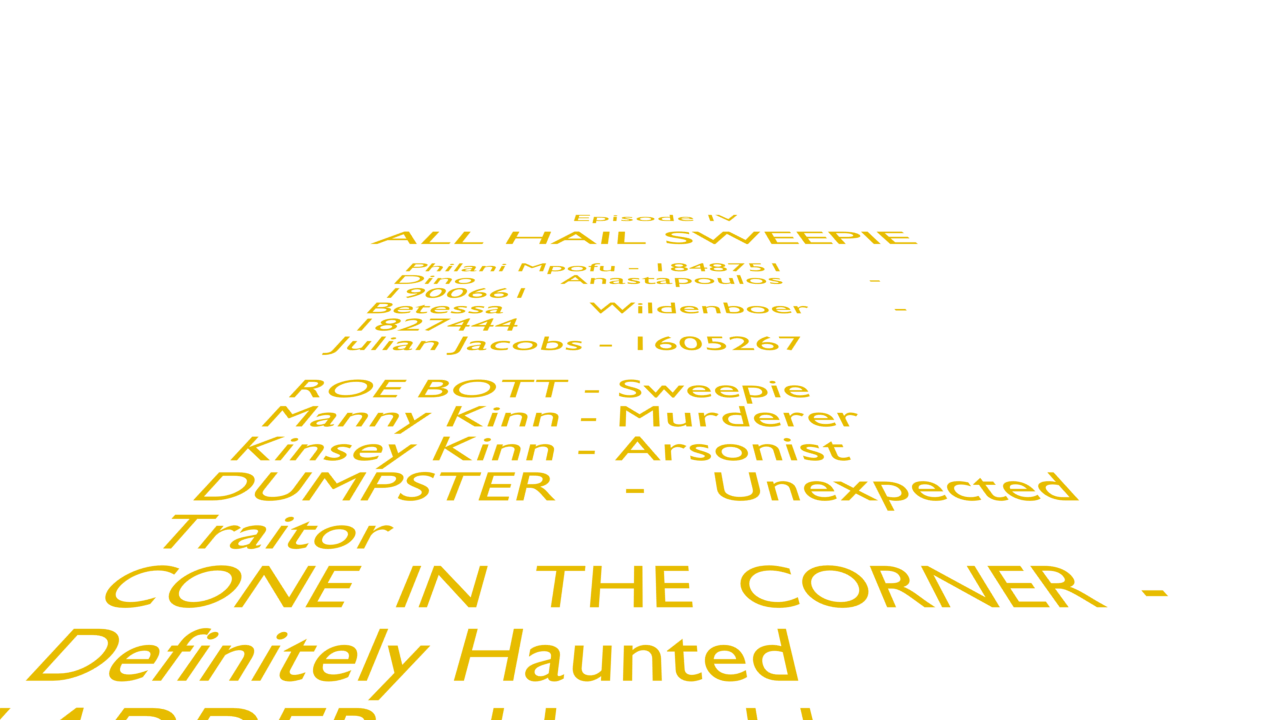 Episode IV
ALL HAIL SWEEPIE
Philani Mpofu - 1848751
Dino Anastapoulos -
1900661
Betessa Wildenboer -
1827444
Julian Jacobs - 1605267
ROE BOTT - Sweepie
Manny Kinn - Murderer
Kinsey Kinn - Arsonist
DUMPSTER - Unexpected
Traitor
CONE IN THE CORNER -
Definitely Haunted